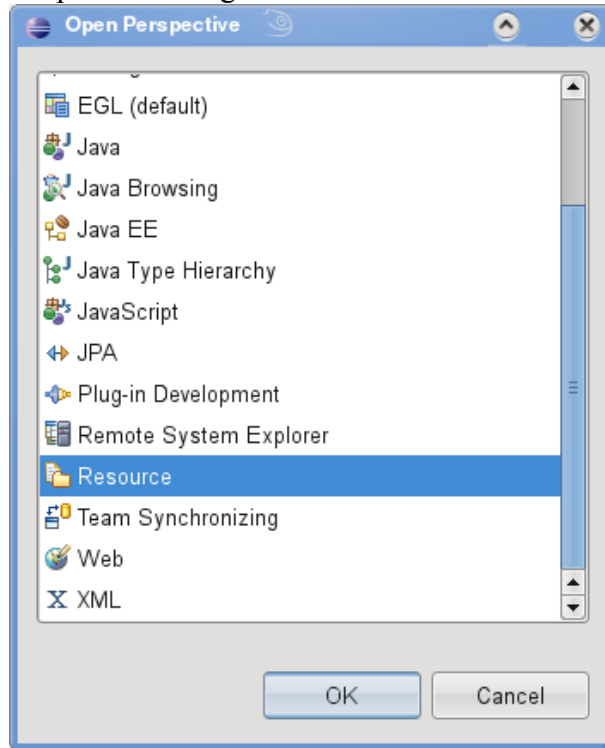 Open Perspective
EGL (default)
Java
Java Browsing
Java EE
Java Type Hierarchy
JavaScript
JPA
Plug-in Development
Remote System Explorer
Resource
Team Synchronizing
Web
X XML
OK
Cancel